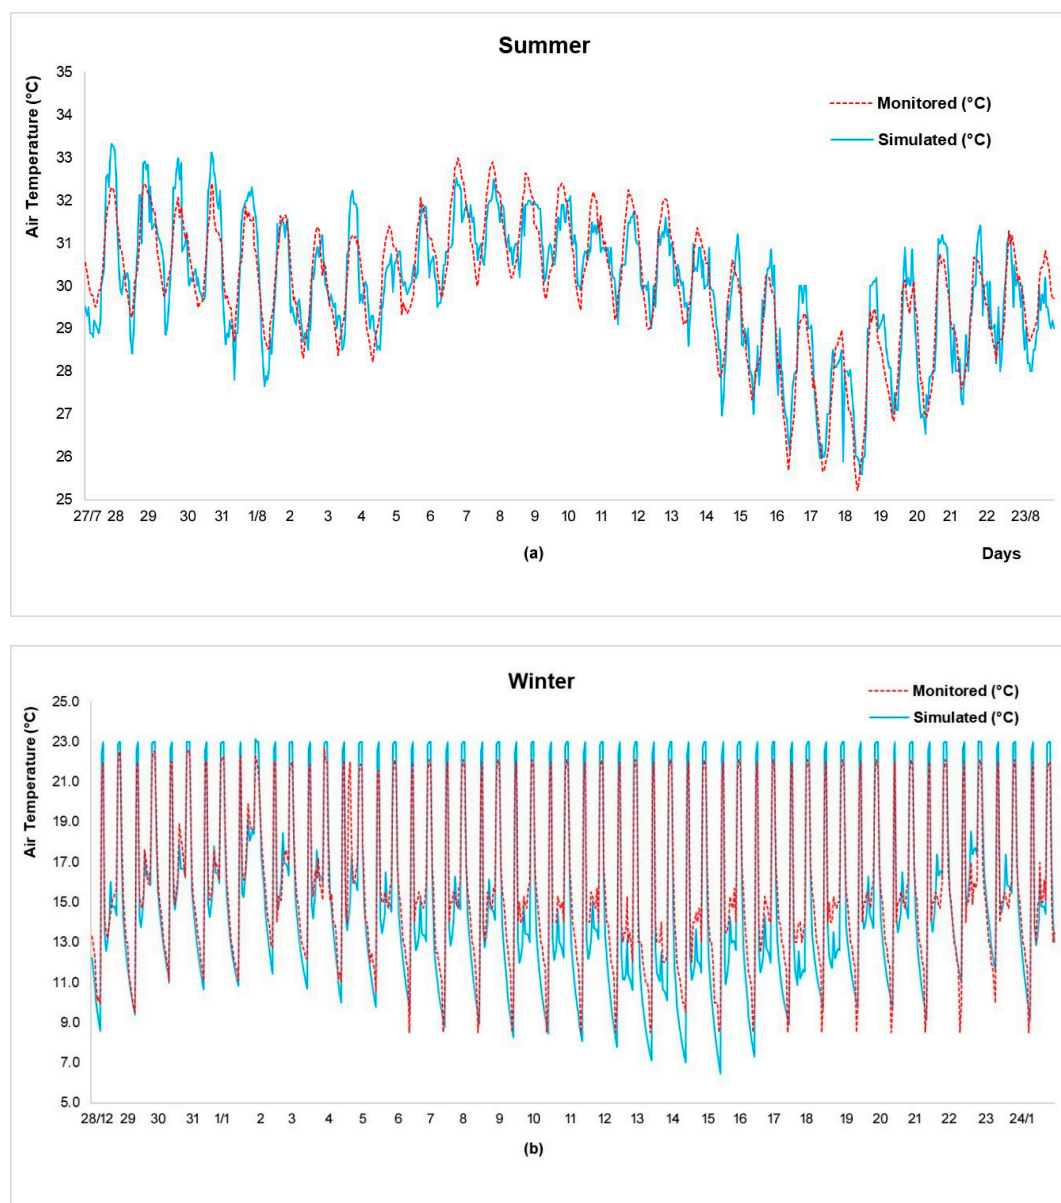 Summer
Air Temperature (°C)
35
34
33
32
31
30
29
28
27
26
25
Monitored (°C)
Simulated (°C)
27/7 28 29 30 31 1/8 2 3 4 5 6 7 8 9 10 11 12 13 14 15 16 17 18 19 20 21 22 23/8
(a)
Days
Winter
Air Temperature (°C)
25.0
23.0
21.0
19.0
17.0
15.0
13.0
11.0
9.0
7.0
5.0
Monitored (°C)
Simulated (°C)
28/12 29 30 31 1/1 2 3 4 5 6 7 8 9 10 11 12 13 14 15 16 17 18 19 20 21 22 23 24/1
(b)